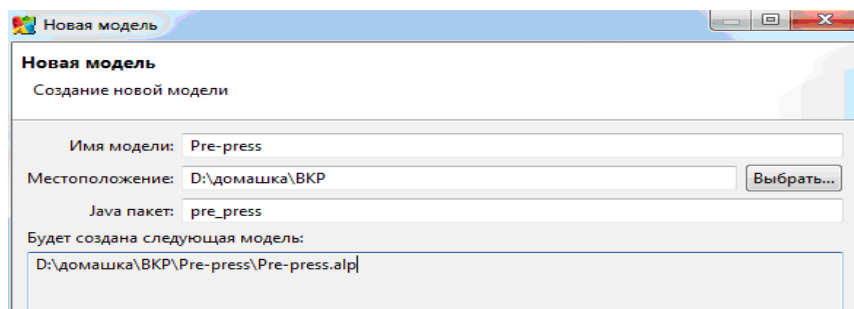 Новая модель
Новая модель
Создание новой модели
Имя модели: Pre-press
Местоположение: D:\домашка\ВКР Выбрать...
Java пакет: pre_press
Будет создана следующая модель:
D:\домашка\ВКР\Pre-press\Pre-press.alp